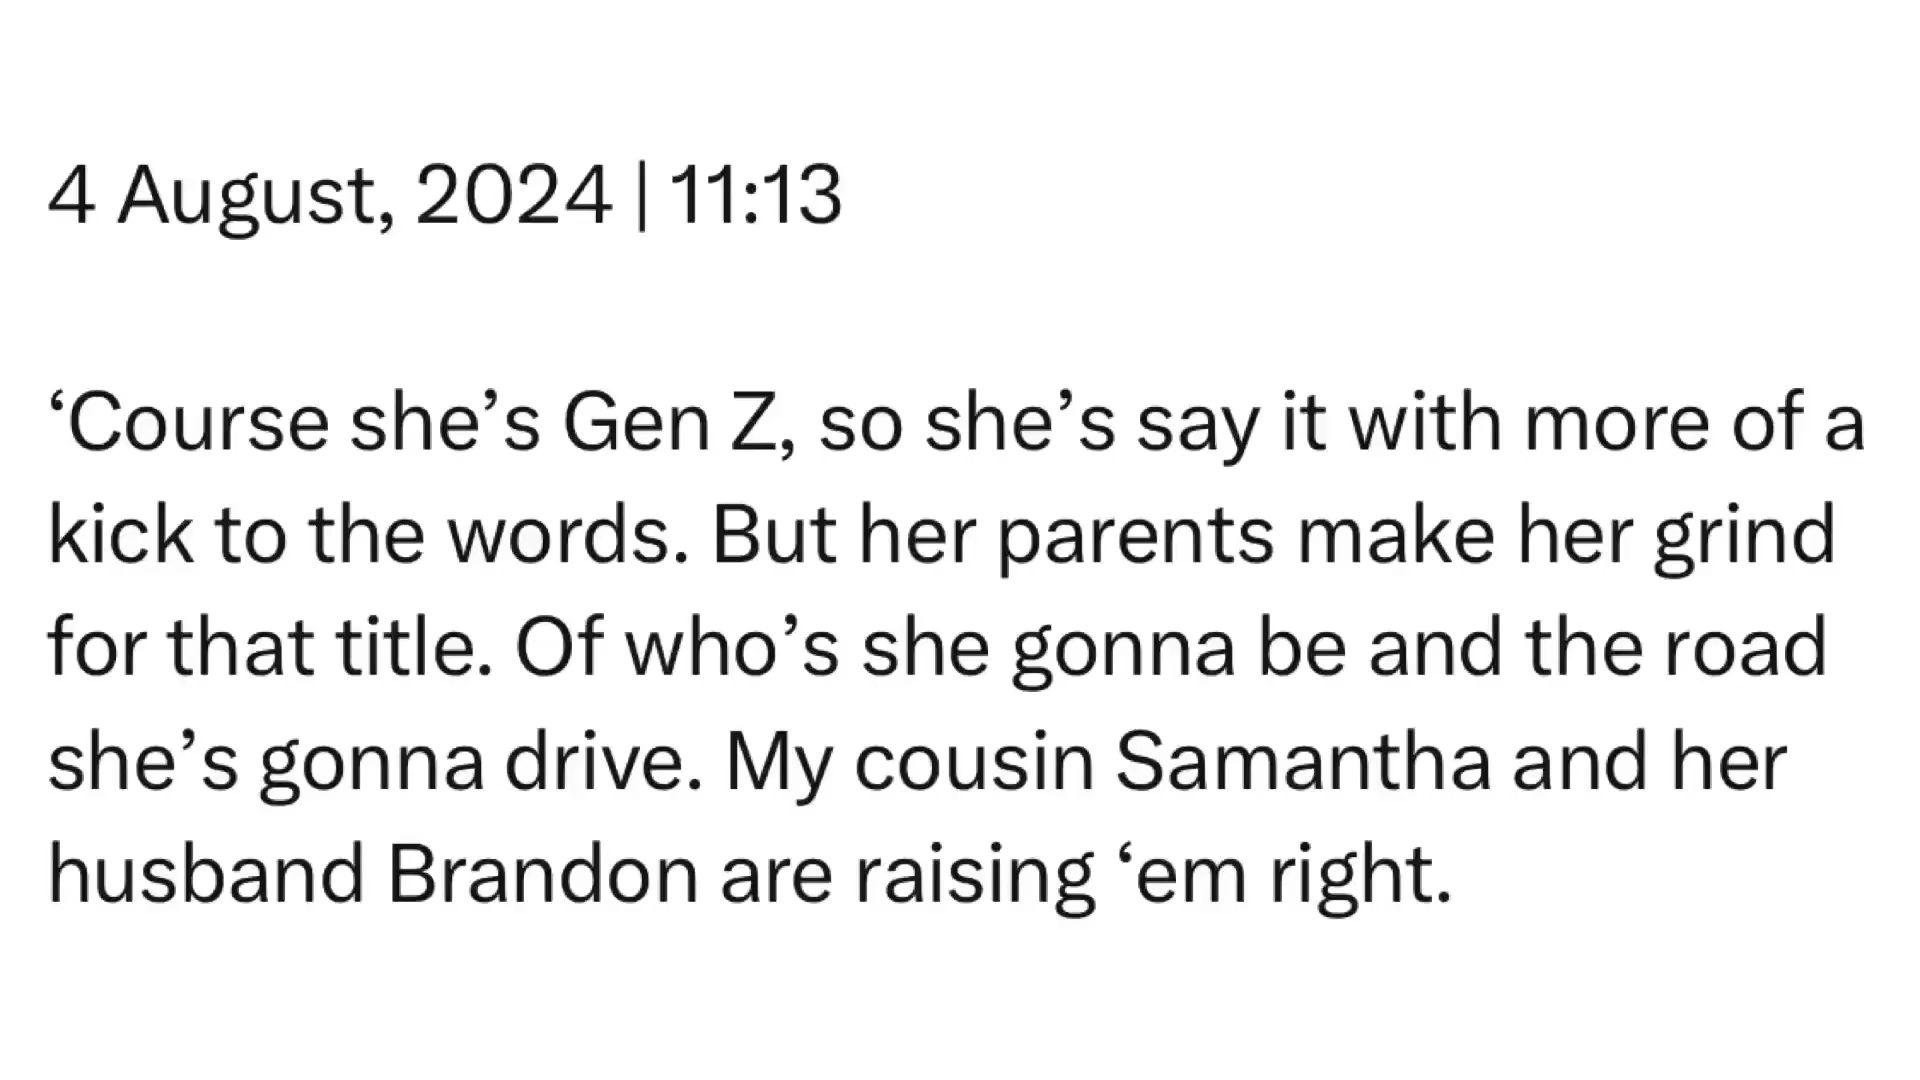 4 August, 2024 | 11:13
‘Course she’s Gen Z, so she’s say it with more of a
kick to the words. But her parents make her grind
for that title. Of who’s she gonna be and the road
she’s gonna drive. My cousin Samantha and her
husband Brandon are raising ‘em right.